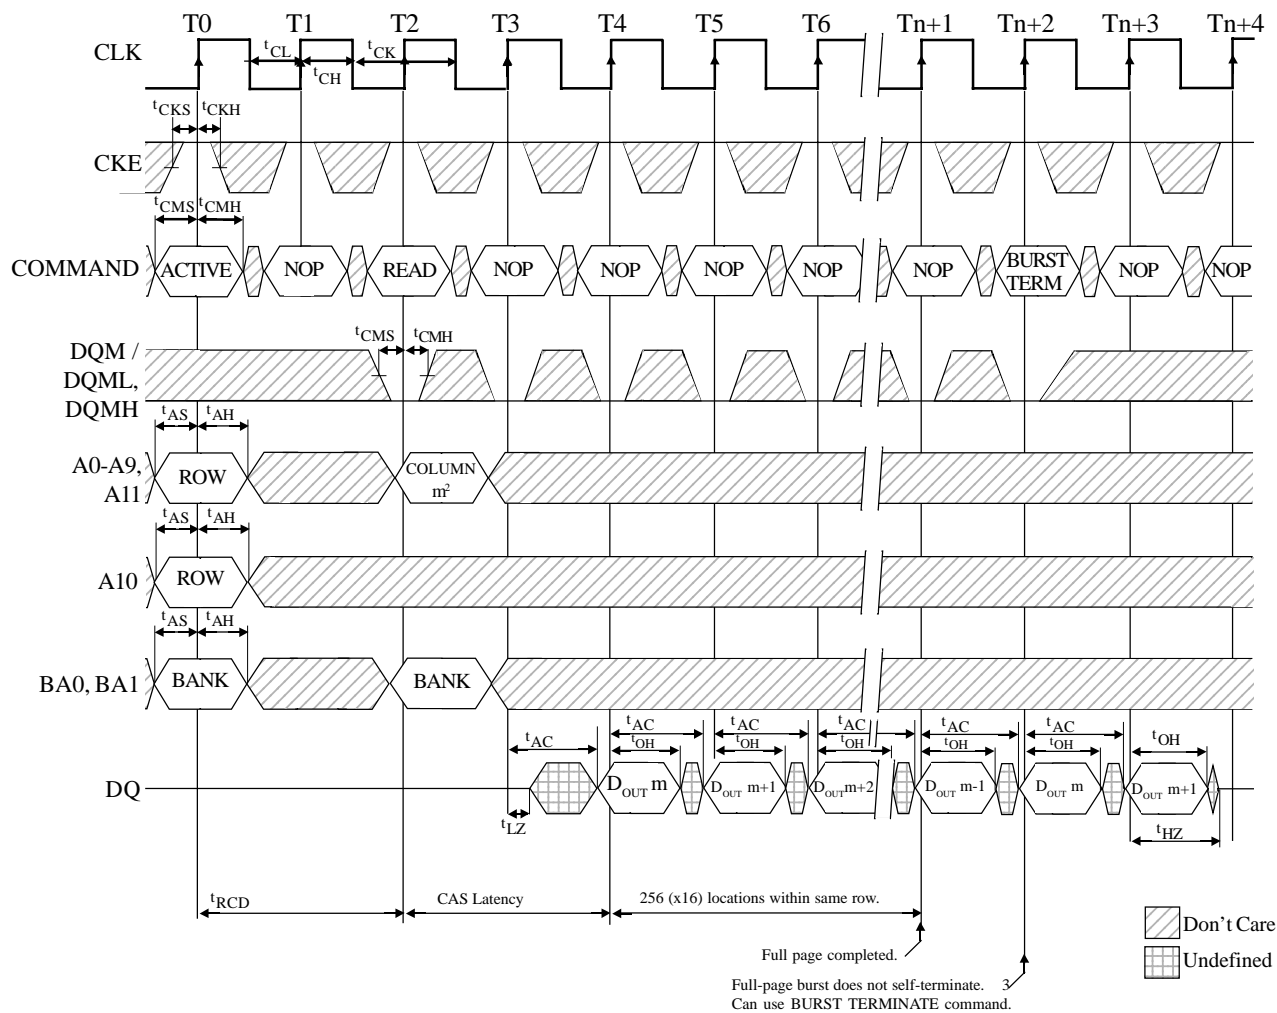 T0 T1 T2 T3 T4 T5 T6 Tn+1 Tn+2 Tn+3 Tn+4
CLK
tCL tCK
tCH
tCKS tCKH
CKE
tCMS tCMH
COMMAND ACTIVE NOP READ NOP NOP NOP NOP NOP BURST TERM NOP NOP
tCMS tCMH
DQM /
DQML,
DQMH
tAS tAH
A0-A9,
A11
ROW COLUMN
m2
tAS tAH
A10 ROW
tAS tAH
BA0, BA1 BANK BANK
tAC tAC tAC tAC tAC tAC
tOH tOH tOH tOH tOH tOH
DQ DOUT m DOUT m+1 DOUT m+2 DOUT m-1 DOUT m DOUT m+1
tLZ tHZ
tRCD CAS Latency 256 (x16) locations within same row.
Full page completed.
Full-page burst does not self-terminate. 3
Can use BURST TERMINATE command.
Don't Care
Undefined